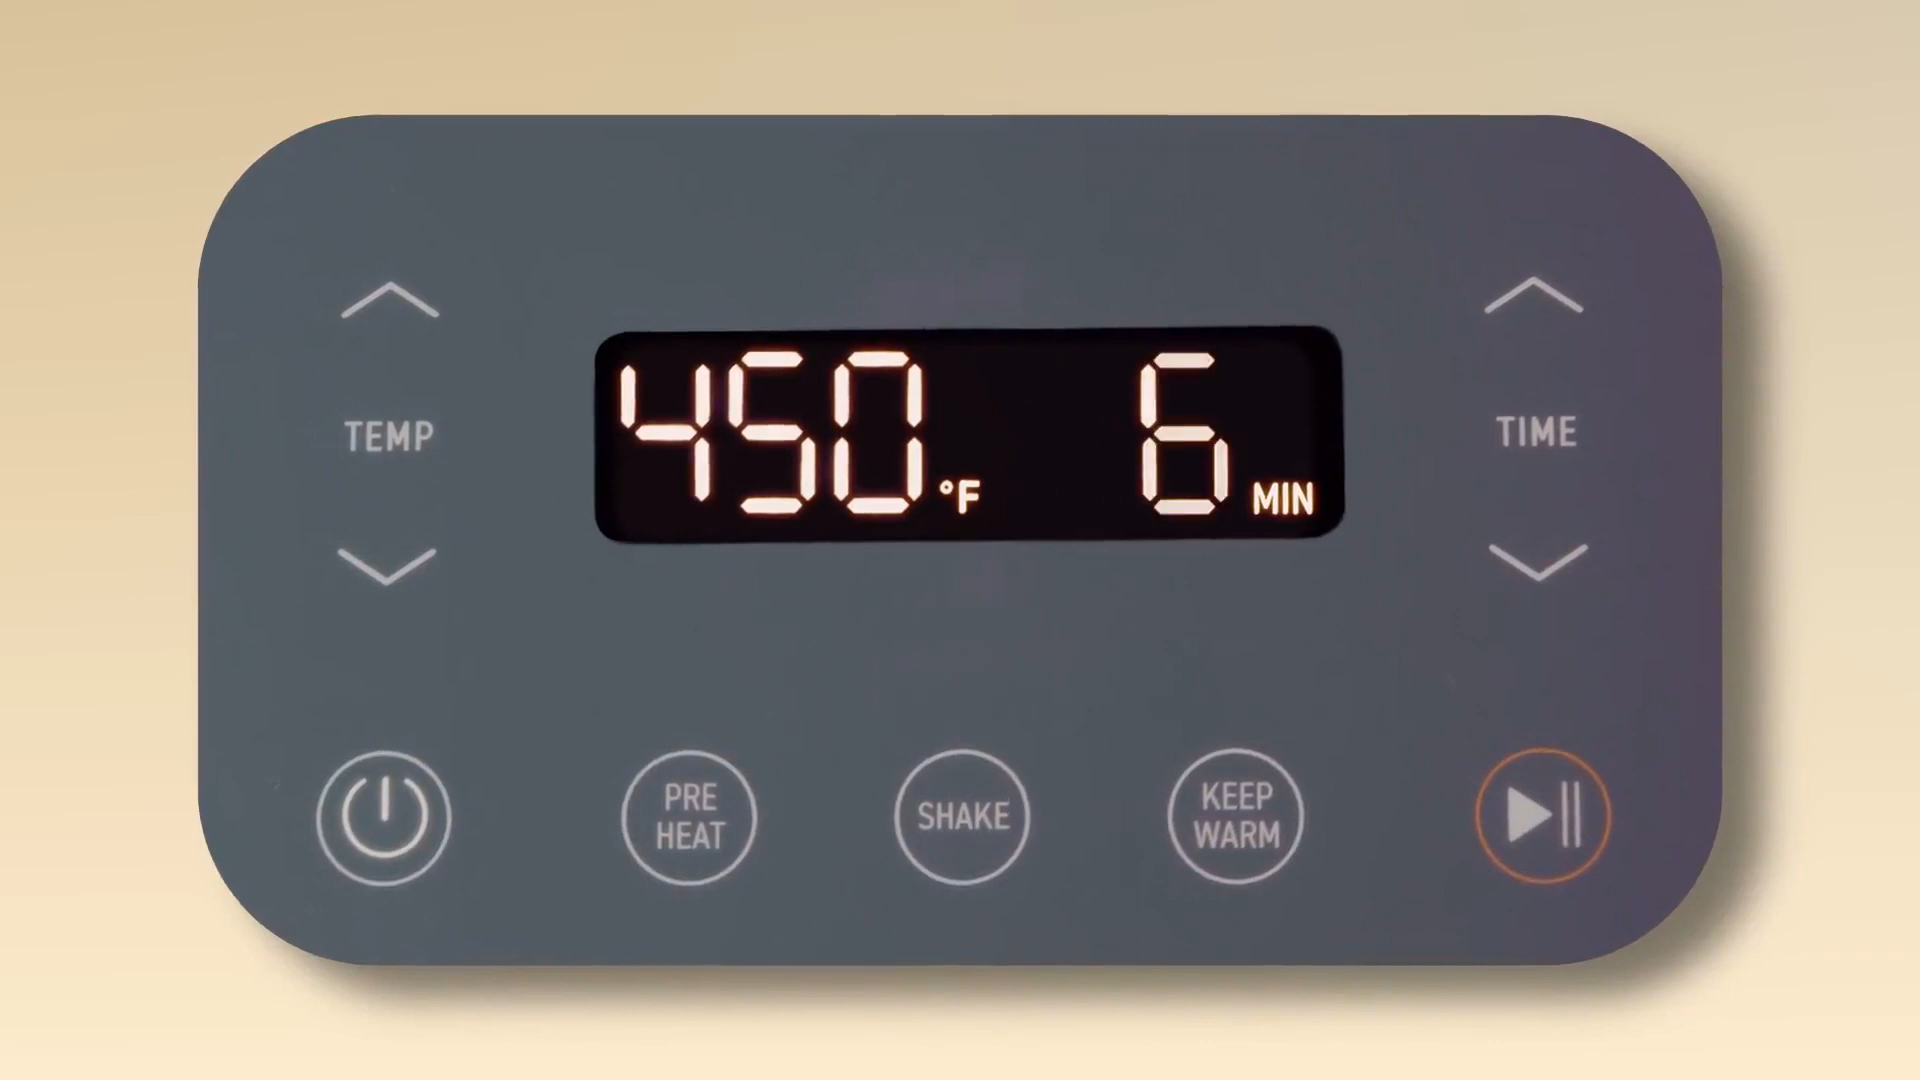 450 °F 6 MIN
TEMP
TIME
PRE
HEAT
SHAKE
KEEP
WARM